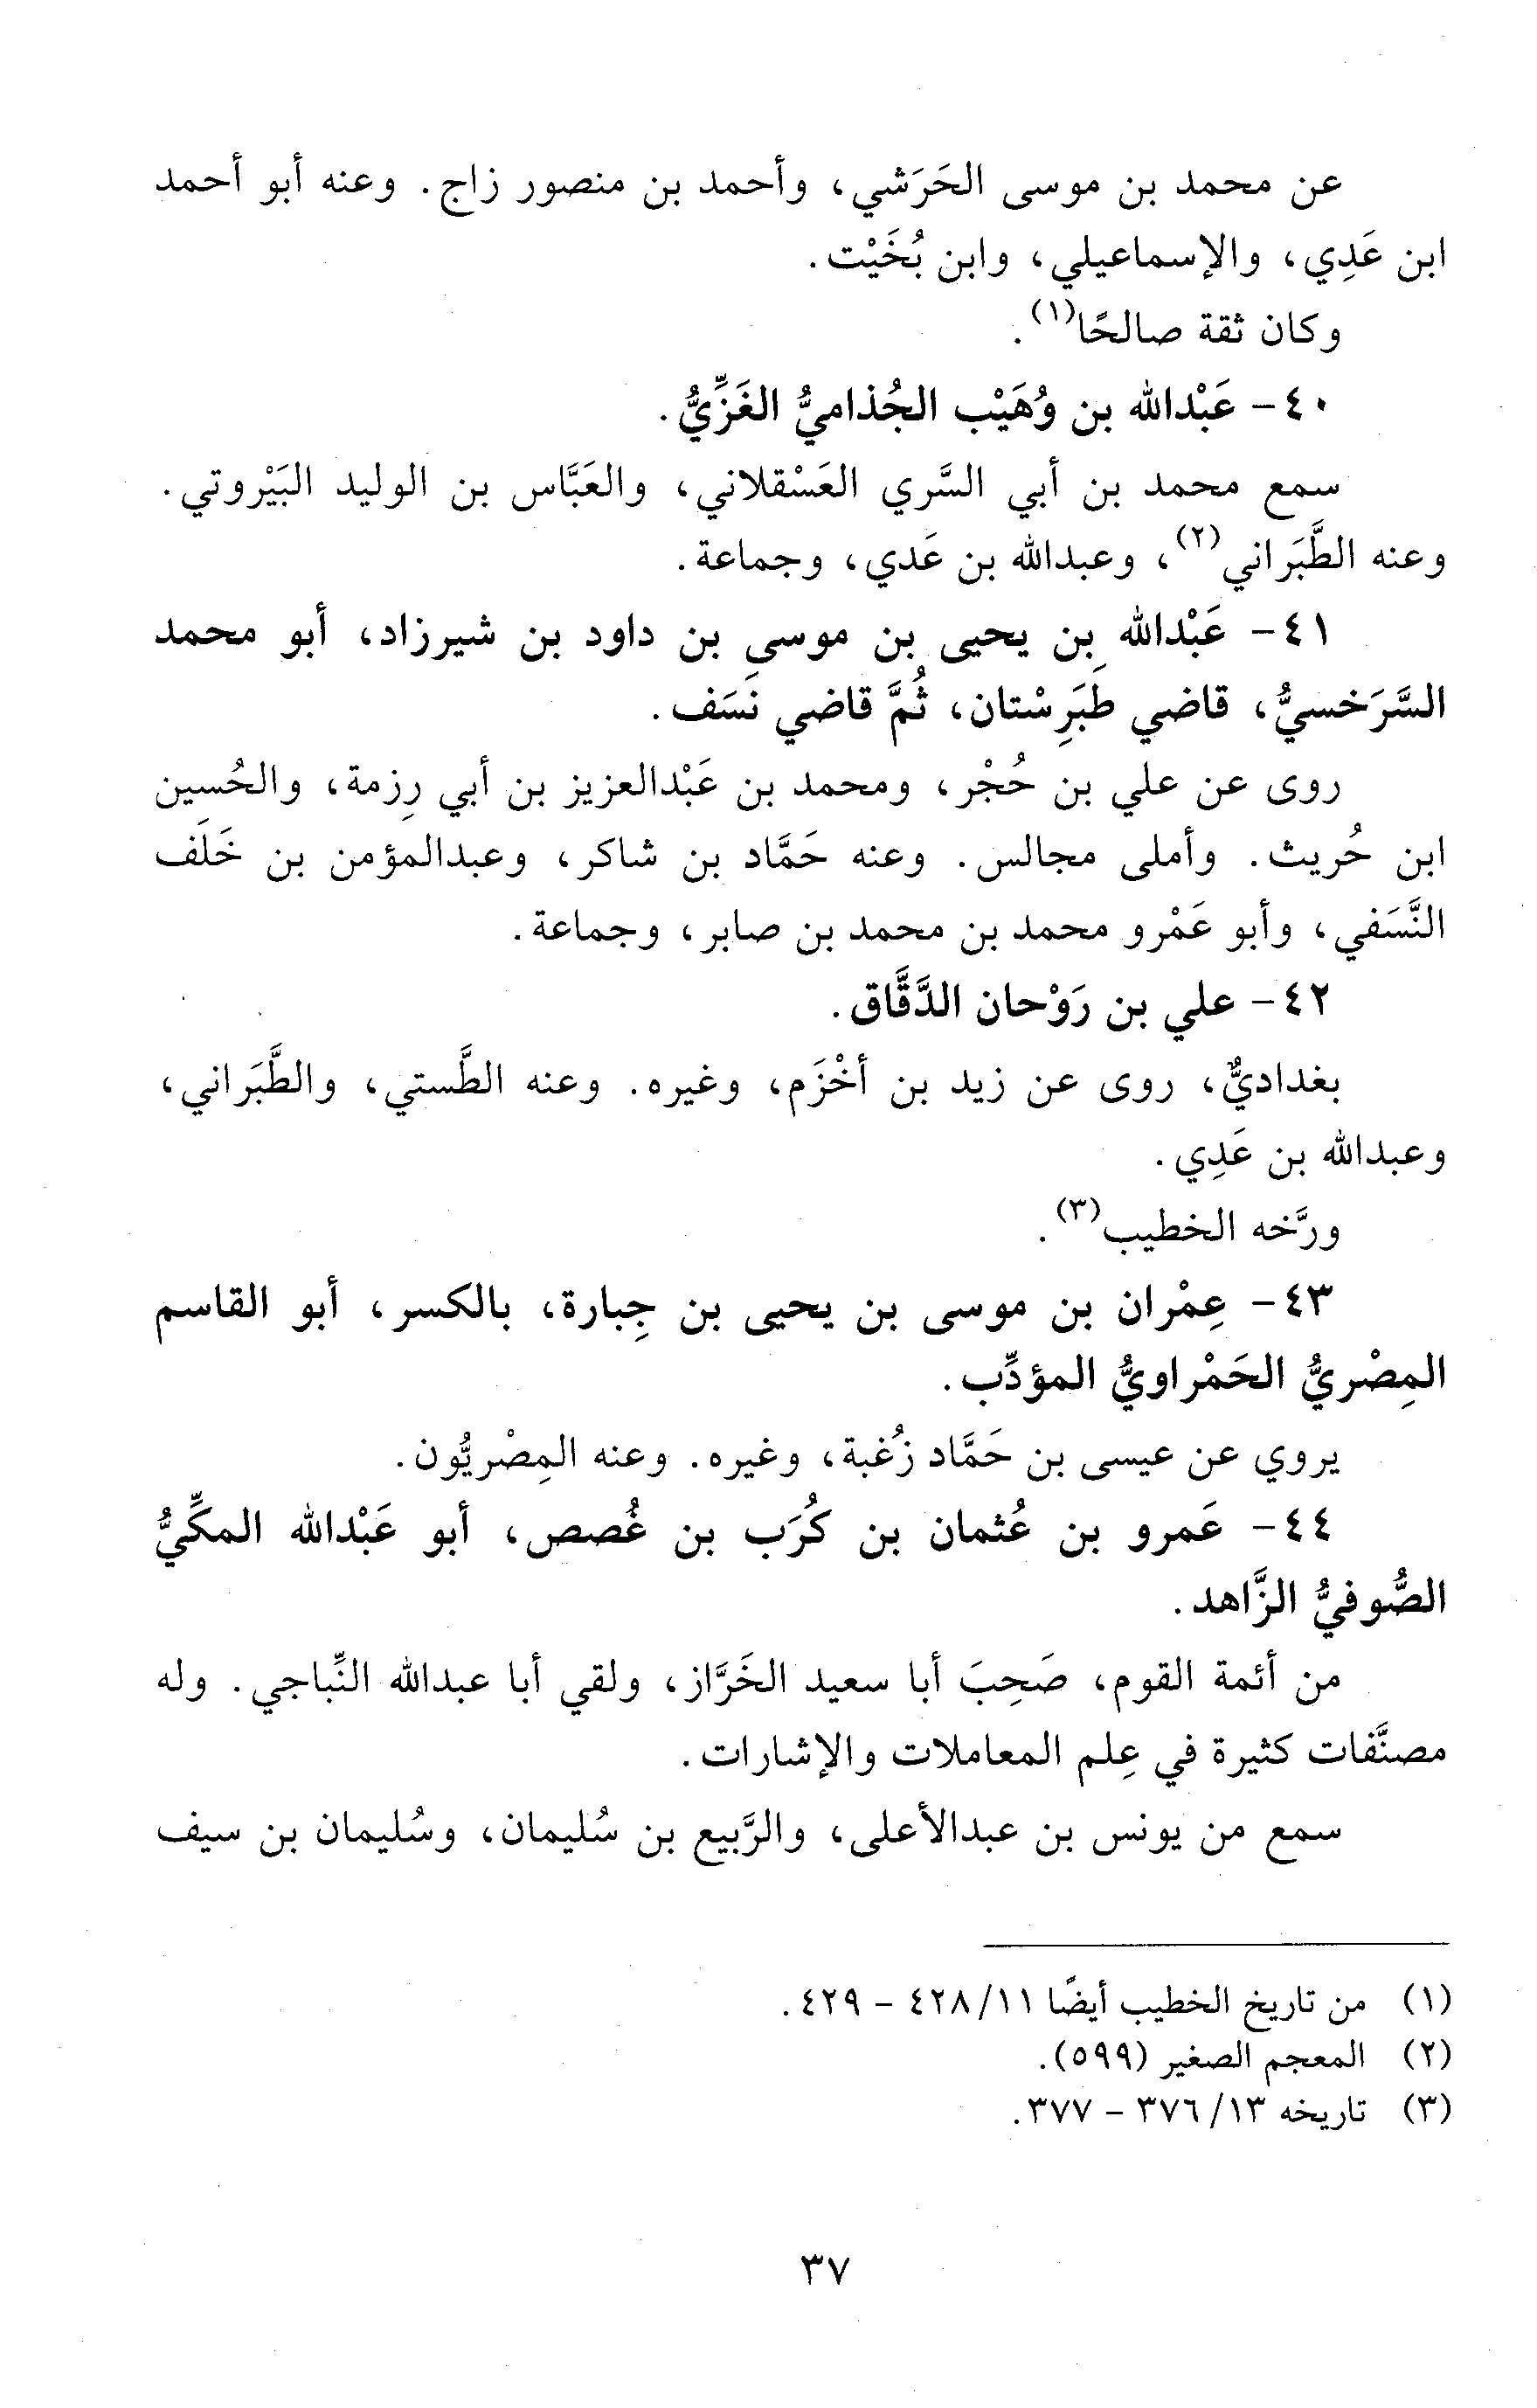 عن محمد بن موسى الحَرَشي، وأحمد بن منصور زاج. وعنه أبو أحمد
ابن عَدِي، والإسماعيلي، وابن بُخَيْت.
وكان ثقة صالحًا(١).
٤٠- عَبْدالله بن وُهَيْب الجُذاميُّ الغَزِّيُّ.
سمع محمد بن أبي السَّري العَسْقلاني، والعَبَّاس بن الوليد البَيْروتي.
وعنه الطَّبَراني(٢)، وعبدالله بن عَدي، وجماعة.
٤١- عَبْدالله بن يحيى بن موسى بن داود بن شيرزاد، أبو محمد
السَّرَخسيُّ، قاضي طَبَرِسْتان، ثُمَّ قاضي نَسَف.
روى عن علي بن حُجْر، ومحمد بن عَبْدالعزيز بن أبي رِزمة، والحُسين
ابن حُريث. وأملى مجالس. وعنه حَمَّاد بن شاكر، وعبدالمؤمن بن خَلَف
النَّسَفي، وأبو عَمْرو محمد بن محمد بن صابر، وجماعة.
٤٢- علي بن رَوْحان الدَّقَّاق.
بغداديٌّ، روى عن زيد بن أخْزَم، وغيره. وعنه الطَّستي، والطَّبَراني،
وعبدالله بن عَدِي.
ورَّخه الخطيب(٣).
٤٣- عِمْران بن موسى بن يحيى بن جِبارة، بالكسر، أبو القاسم
المِصْريُّ الحَمْراويُّ المؤدِّب.
يروي عن عيسى بن حَمَّاد زُغبة، وغيره. وعنه المِصْريُّون.
٤٤- عَمرو بن عُثمان بن كُرَب بن غُصص، أبو عَبْدالله المكِّيُّ
الصُّوفيُّ الزَّاهد.
من أئمة القوم، صَحِبَ أبا سعيد الخَرَّاز، ولقي أبا عبدالله النِّباجي. وله
مصنَّفات كثيرة في عِلم المعاملات والإشارات.
سمع من يونس بن عبدالأعلى، والرَّبيع بن سُليمان، وسُليمان بن سيف
(١) من تاريخ الخطيب أيضًا ١١/ ٤٢٨ - ٤٢٩.
(٢) المعجم الصغير (٥٩٩).
(٣) تاريخه ١٣/ ٣٧٦ - ٣٧٧.
٣٧